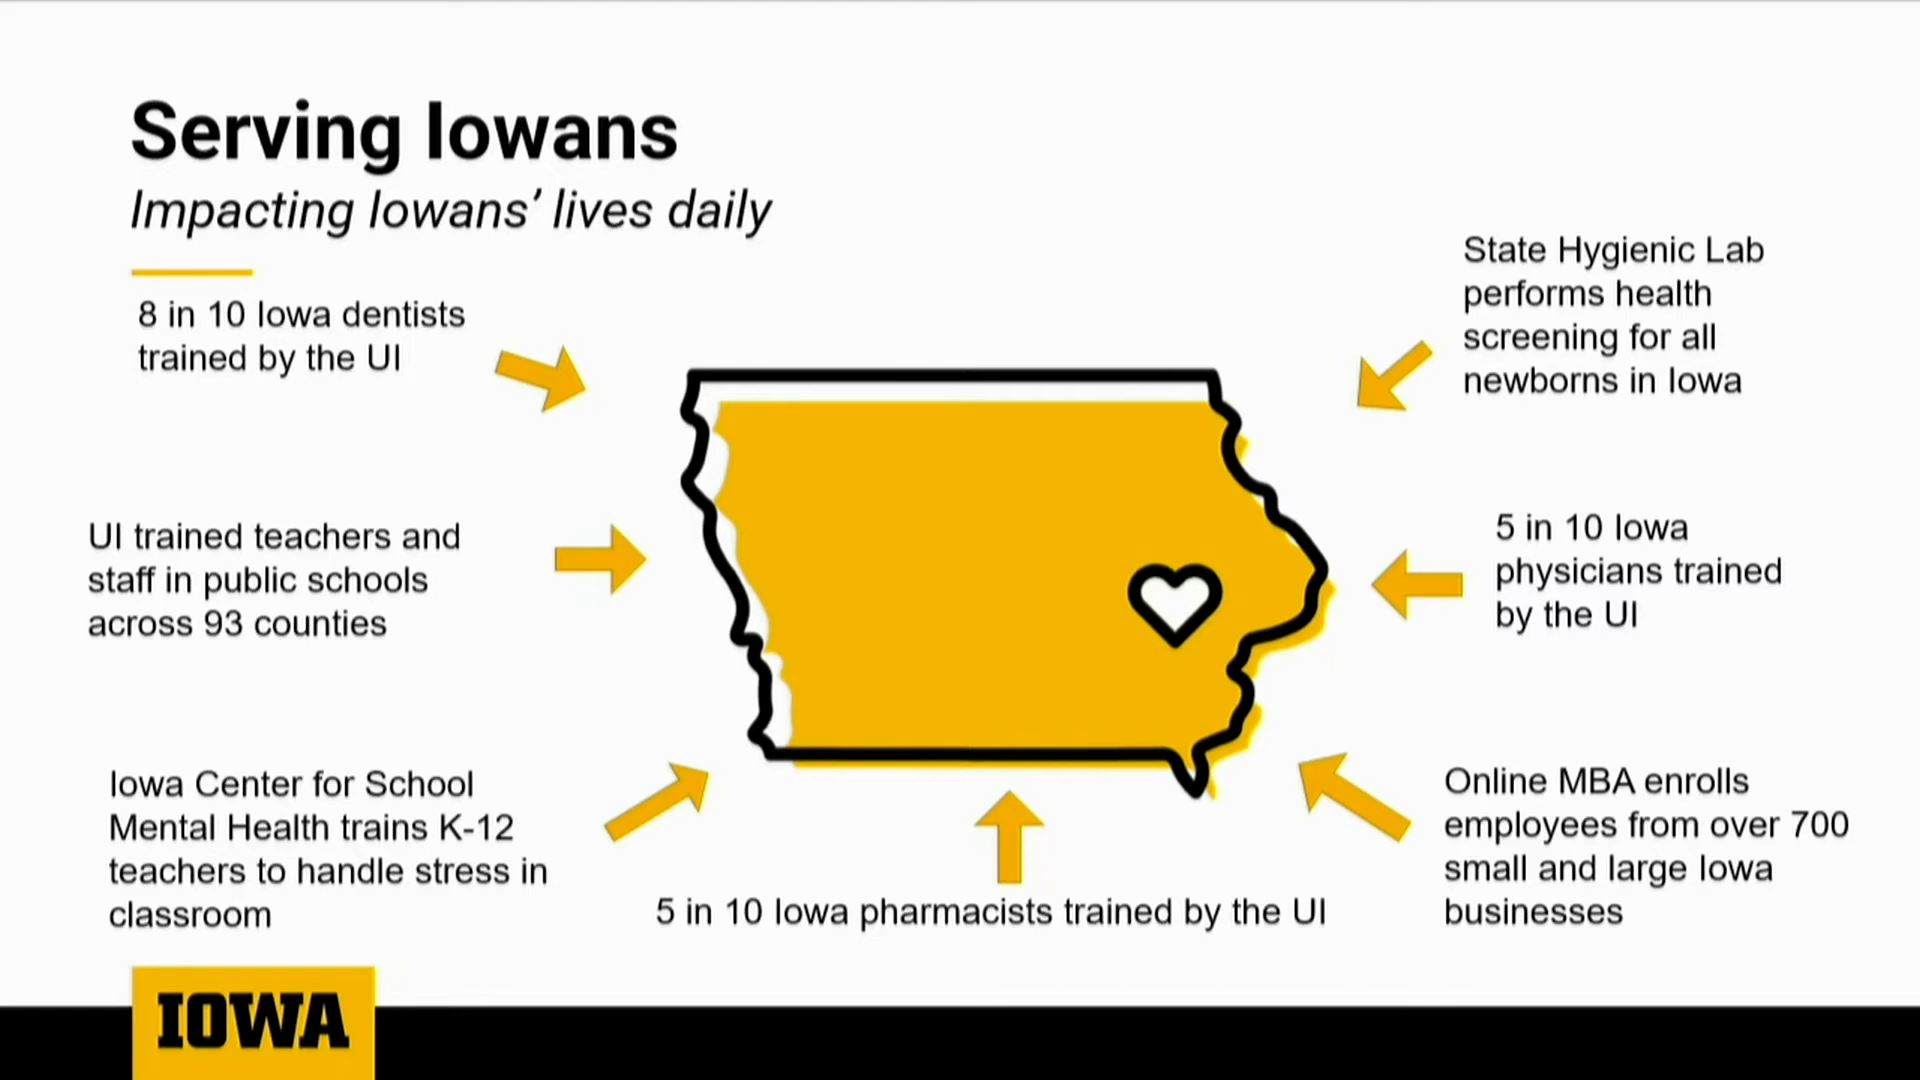 Serving Iowans
Impacting Iowans’ lives daily
8 in 10 Iowa dentists
trained by the UI
State Hygienic Lab
performs health
screening for all
newborns in Iowa
UI trained teachers and
staff in public schools
across 93 counties
5 in 10 Iowa
physicians trained
by the UI
Iowa Center for School
Mental Health trains K-12
teachers to handle stress in
classroom
5 in 10 Iowa pharmacists trained by the UI
Online MBA enrolls
employees from over 700
small and large Iowa
businesses
IOWA